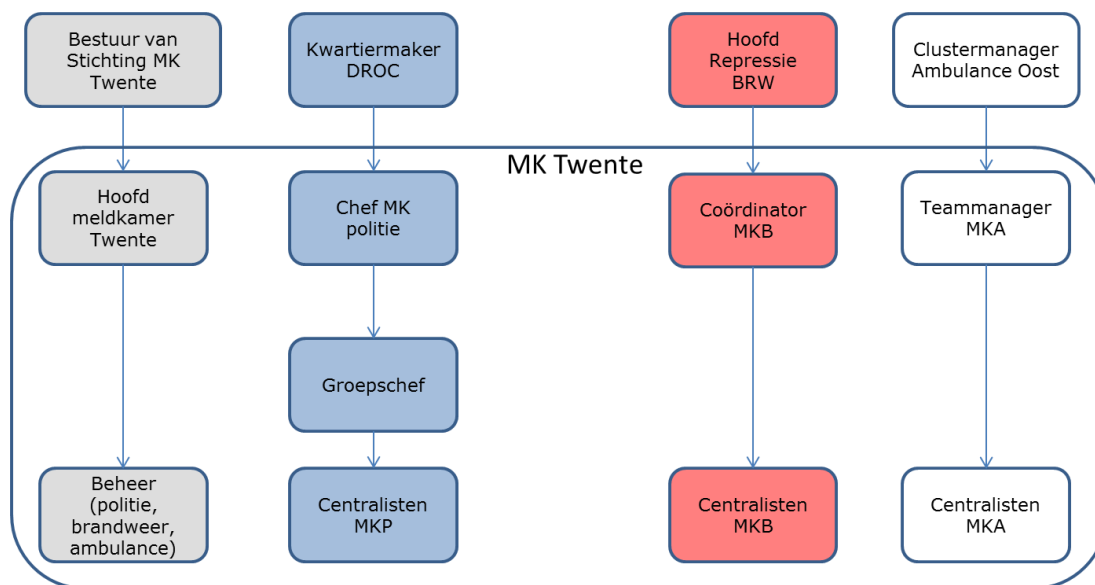 Bestuur van
Stichting MK
Twente
Kwartiermaker
DROC
Hoofd
Repressie
BRW
Clustermanager
Ambulance Oost
MK Twente
Hoofd
meldkamer
Twente
Chef MK
politie
Coördinator
MKB
Teammanager
MKA
Groepschef
Beheer
(politie,
brandweer,
ambulance)
Centralisten
MKP
Centralisten
MKB
Centralisten
MKA